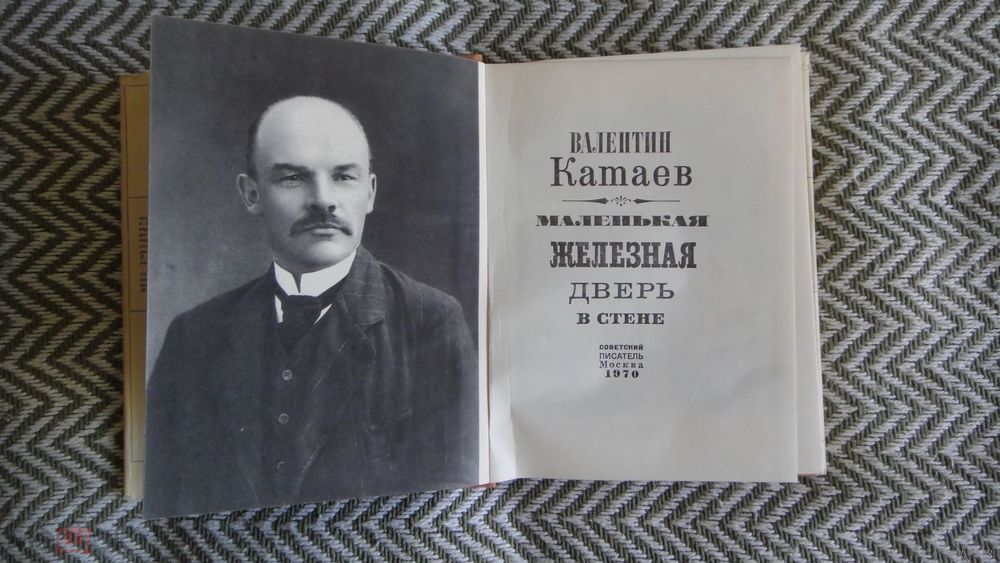 ВАЛЕНТИН
Катаев
МАЛЕНЬКАЯ
ЖЕЛЕЗНАЯ
ДВЕРЬ
В СТЕНЕ
СОВЕТСКИЙ
ПИСАТЕЛЬ
Москва
1970